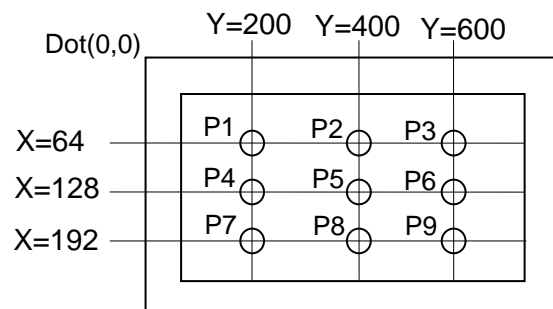 Y=200 Y=400 Y=600
Dot(0,0)
P1 P2 P3
X=64
P4 P5 P6
X=128
P7 P8 P9
X=192